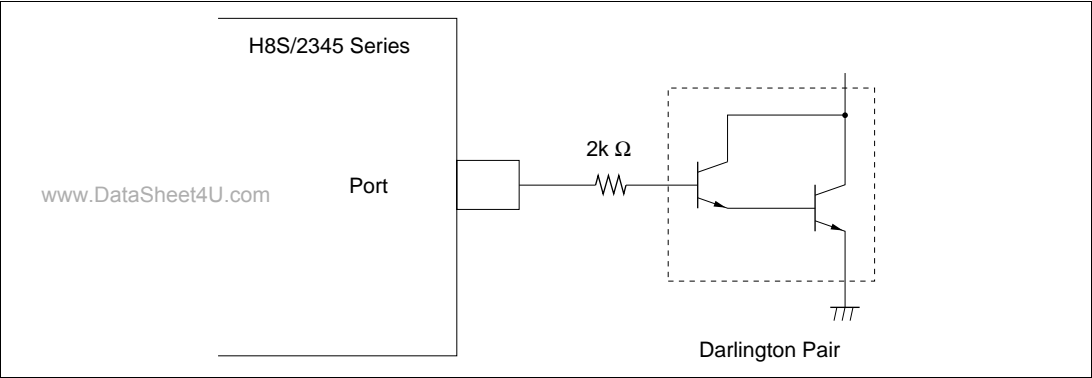 H8S/2345 Series
2k Ω
www.DataSheet4U.com
Port
Darlington Pair